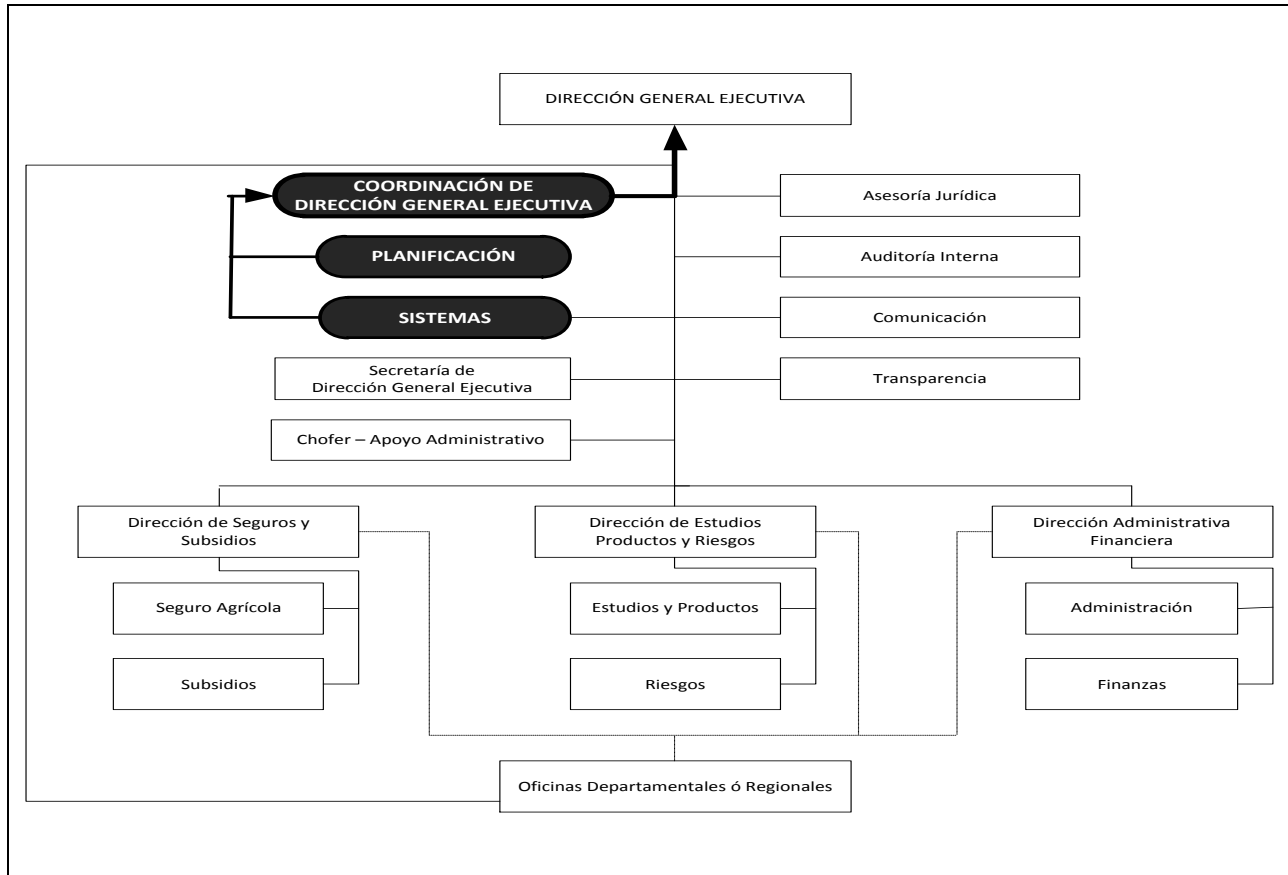 DIRECCIÓN GENERAL EJECUTIVA
COORDINACIÓN DE
DIRECCIÓN GENERAL EJECUTIVA
Asesoría Jurídica
PLANIFICACIÓN
Auditoría Interna
SISTEMAS
Comunicación
Secretaría de
Dirección General Ejecutiva
Transparencia
Chofer – Apoyo Administrativo
Dirección de Seguros y
Subsidios
Dirección de Estudios
Productos y Riesgos
Dirección Administrativa
Financiera
Seguro Agrícola
Estudios y Productos
Administración
Subsidios
Riesgos
Finanzas
Oficinas Departamentales ó Regionales